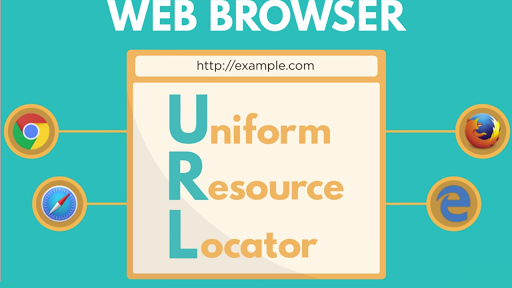 WEB BROWSER
http://example.com
Uniform
Resource
Locator